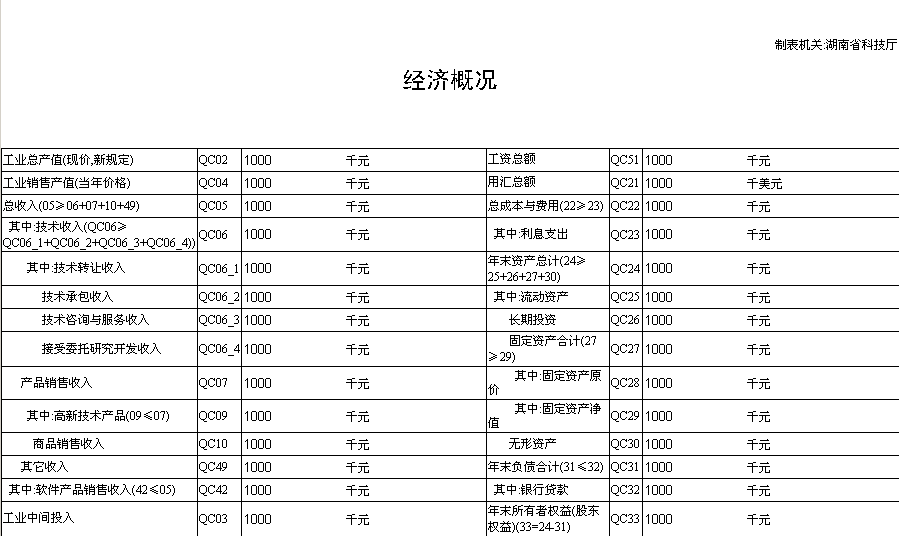 制表机关:湖南省科技厅
经济概况
工业总产值(现价,新规定) QC02 1000 千元 工资总额 QC51 1000 千元
工业销售产值(当年价格) QC04 1000 千元 用汇总额 QC21 1000 千美元
总收入(05≥06+07+10+49) QC05 1000 千元 总成本与费用(22≥23) QC22 1000 千元
其中:技术收入(QC06≥
QC06_1+QC06_2+QC06_3+QC06_4)) QC06 1000 千元 其中:利息支出 QC23 1000 千元
其中:技术转让收入 QC06_1 1000 千元 年末资产总计(24≥
25+26+27+30) QC24 1000 千元
技术承包收入 QC06_2 1000 千元 其中:流动资产 QC25 1000 千元
技术咨询与服务收入 QC06_3 1000 千元 长期投资 QC26 1000 千元
接受委托研究开发收入 QC06_4 1000 千元 固定资产合计(27
≥29) QC27 1000 千元
产品销售收入 QC07 1000 千元 其中:固定资产原
价 QC28 1000 千元
其中:高新技术产品(09≤07) QC09 1000 千元 其中:固定资产净
值 QC29 1000 千元
商品销售收入 QC10 1000 千元 无形资产 QC30 1000 千元
其它收入 QC49 1000 千元 年末负债合计(31≤32) QC31 1000 千元
其中:软件产品销售收入(42≤05) QC42 1000 千元 其中:银行贷款 QC32 1000 千元
工业中间投入 QC03 1000 千元 年末所有者权益(股东
权益)(33=24-31) QC33 1000 千元